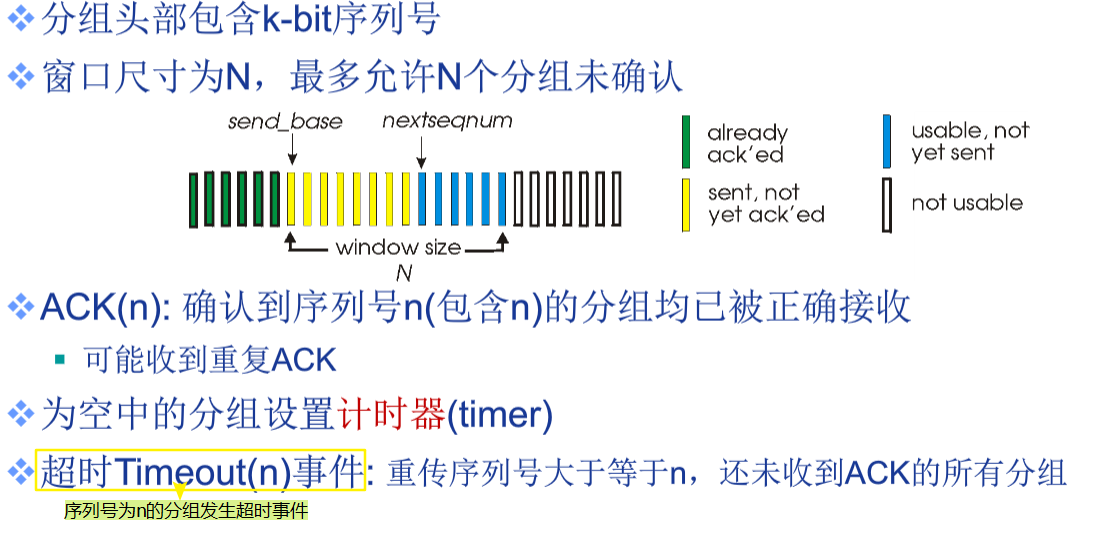 分组头部包含k-bit序列号
窗口尺寸为N，最多允许N个分组未确认
send_base nextseqnum
already
ack'ed
usable, not
yet sent
sent, not
yet ack'ed
not usable
window size
N
ACK(n): 确认到序列号n(包含n)的分组均已被正确接收
可能收到重复ACK
为空中的分组设置计时器(timer)
超时Timeout(n)事件: 重传序列号大于等于n，还未收到ACK的所有分组
序列号为n的分组发生超时事件